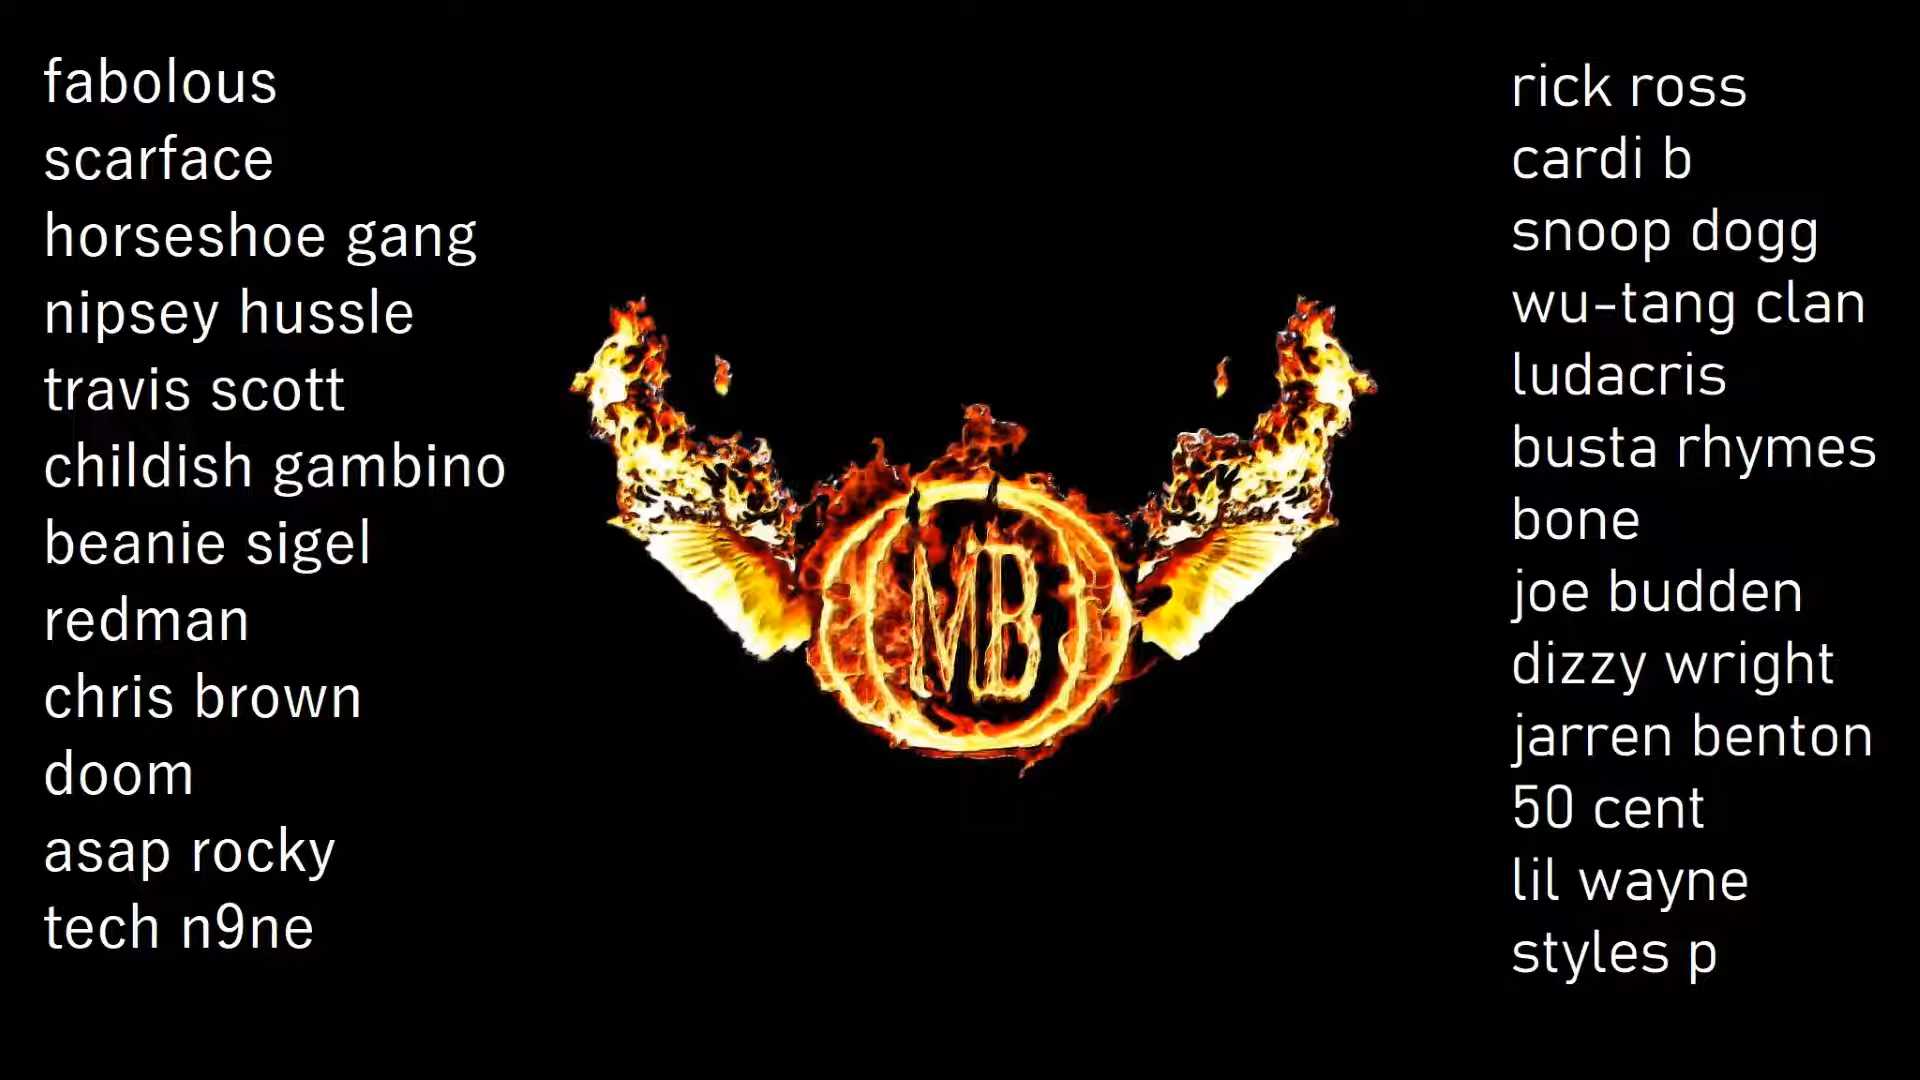 fabolous
scarface
horseshoe gang
nipsey hussle
travis scott
childish gambino
beanie sigel
redman
chris brown
doom
asap rocky
tech n9ne
MB
rick ross
cardi b
snoop dogg
wu-tang clan
ludacris
busta rhymes
bone
joe budden
dizzy wright
jarren benton
50 cent
lil wayne
styles p